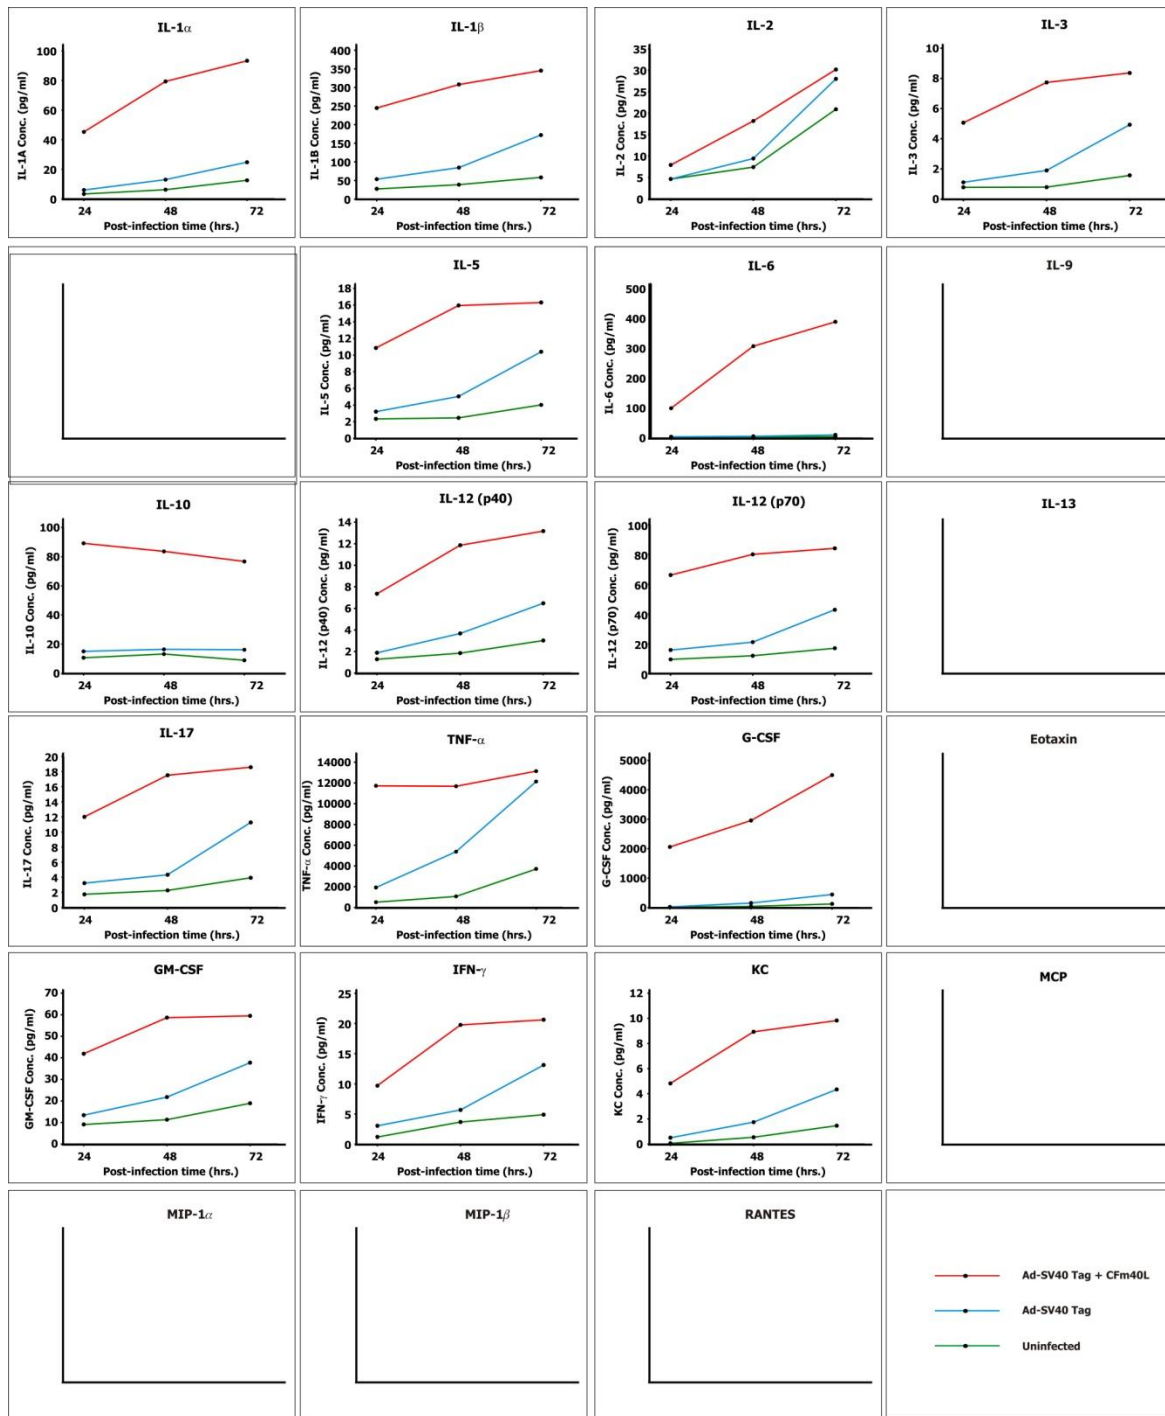 IL-1α
IL-1A Conc. (pg/ml)
100
80
60
40
20
0
24 48 72
Post-infection time (hrs.)
IL-1β
IL-1B Conc. (pg/ml)
400
350
300
250
200
150
100
50
0
24 48 72
Post-infection time (hrs.)
IL-2
IL-2 Conc. (pg/ml)
35
30
25
20
15
10
5
0
24 48 72
Post-infection time (hrs.)
IL-3
IL-3 Conc. (pg/ml)
10
8
6
4
2
0
24 48 72
Post-infection time (hrs.)
IL-5
IL-5 Conc. (pg/ml)
18
16
14
12
10
8
6
4
2
0
24 48 72
Post-infection time (hrs.)
IL-6
IL-6 Conc. (pg/ml)
500
400
300
200
100
0
24 48 72
Post-infection time (hrs.)
IL-9
IL-10
IL-10 Conc. (pg/ml)
100
80
60
40
20
0
24 48 72
Post-infection time (hrs.)
IL-12 (p40)
IL-12 (p40) Conc. (pg/ml)
14
12
10
8
6
4
2
0
24 48 72
Post-infection time (hrs.)
IL-12 (p70)
IL-12 (p70) Conc. (pg/ml)
100
80
60
40
20
0
24 48 72
Post-infection time (hrs.)
IL-13
IL-17
IL-17 Conc. (pg/ml)
20
18
16
14
12
10
8
6
4
2
0
24 48 72
Post-infection time (hrs.)
TNF-α
TNF-α Conc. (pg/ml)
14000
12000
10000
8000
6000
4000
2000
0
24 48 72
Post-infection time (hrs.)
G-CSF
G-CSF Conc. (pg/ml)
5000
4000
3000
2000
1000
0
24 48 72
Post-infection time (hrs.)
Eotaxin
GM-CSF
GM-CSF Conc. (pg/ml)
70
60
50
40
30
20
10
0
24 48 72
Post-infection time (hrs.)
IFN-γ
IFN-γ Conc. (pg/ml)
25
20
15
10
5
0
24 48 72
Post-infection time (hrs.)
KC
KC Conc. (pg/ml)
12
10
8
6
4
2
0
24 48 72
Post-infection time (hrs.)
MCP
MIP-1α
MIP-1β
RANTES
Ad-SV40 Tag + CFm40L
Ad-SV40 Tag
Uninfected